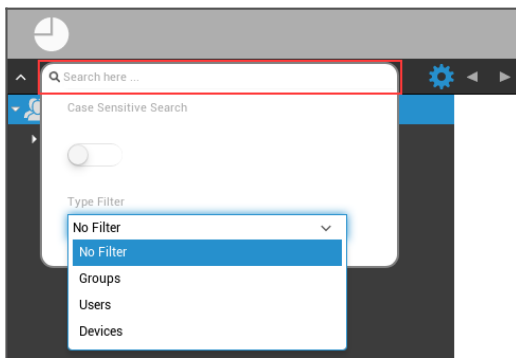 Search here ...
Case Sensitive Search
Type Filter
No Filter
No Filter
Groups
Users
Devices